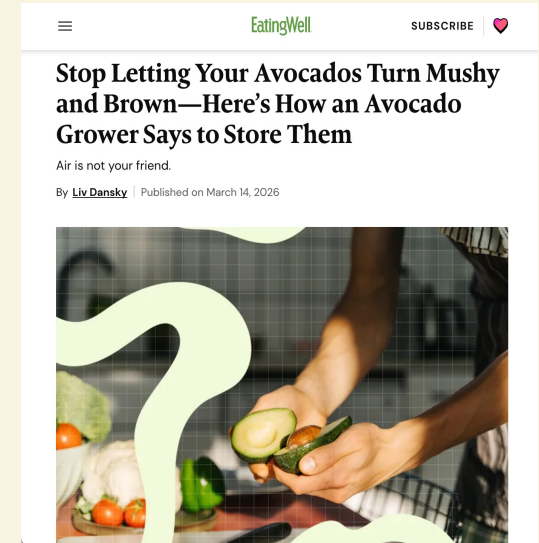 EatingWell
SUBSCRIBE
Stop Letting Your Avocados Turn Mushy
and Brown—Here’s How an Avocado
Grower Says to Store Them
Air is not your friend.
By Liv Dansky Published on March 14, 2026